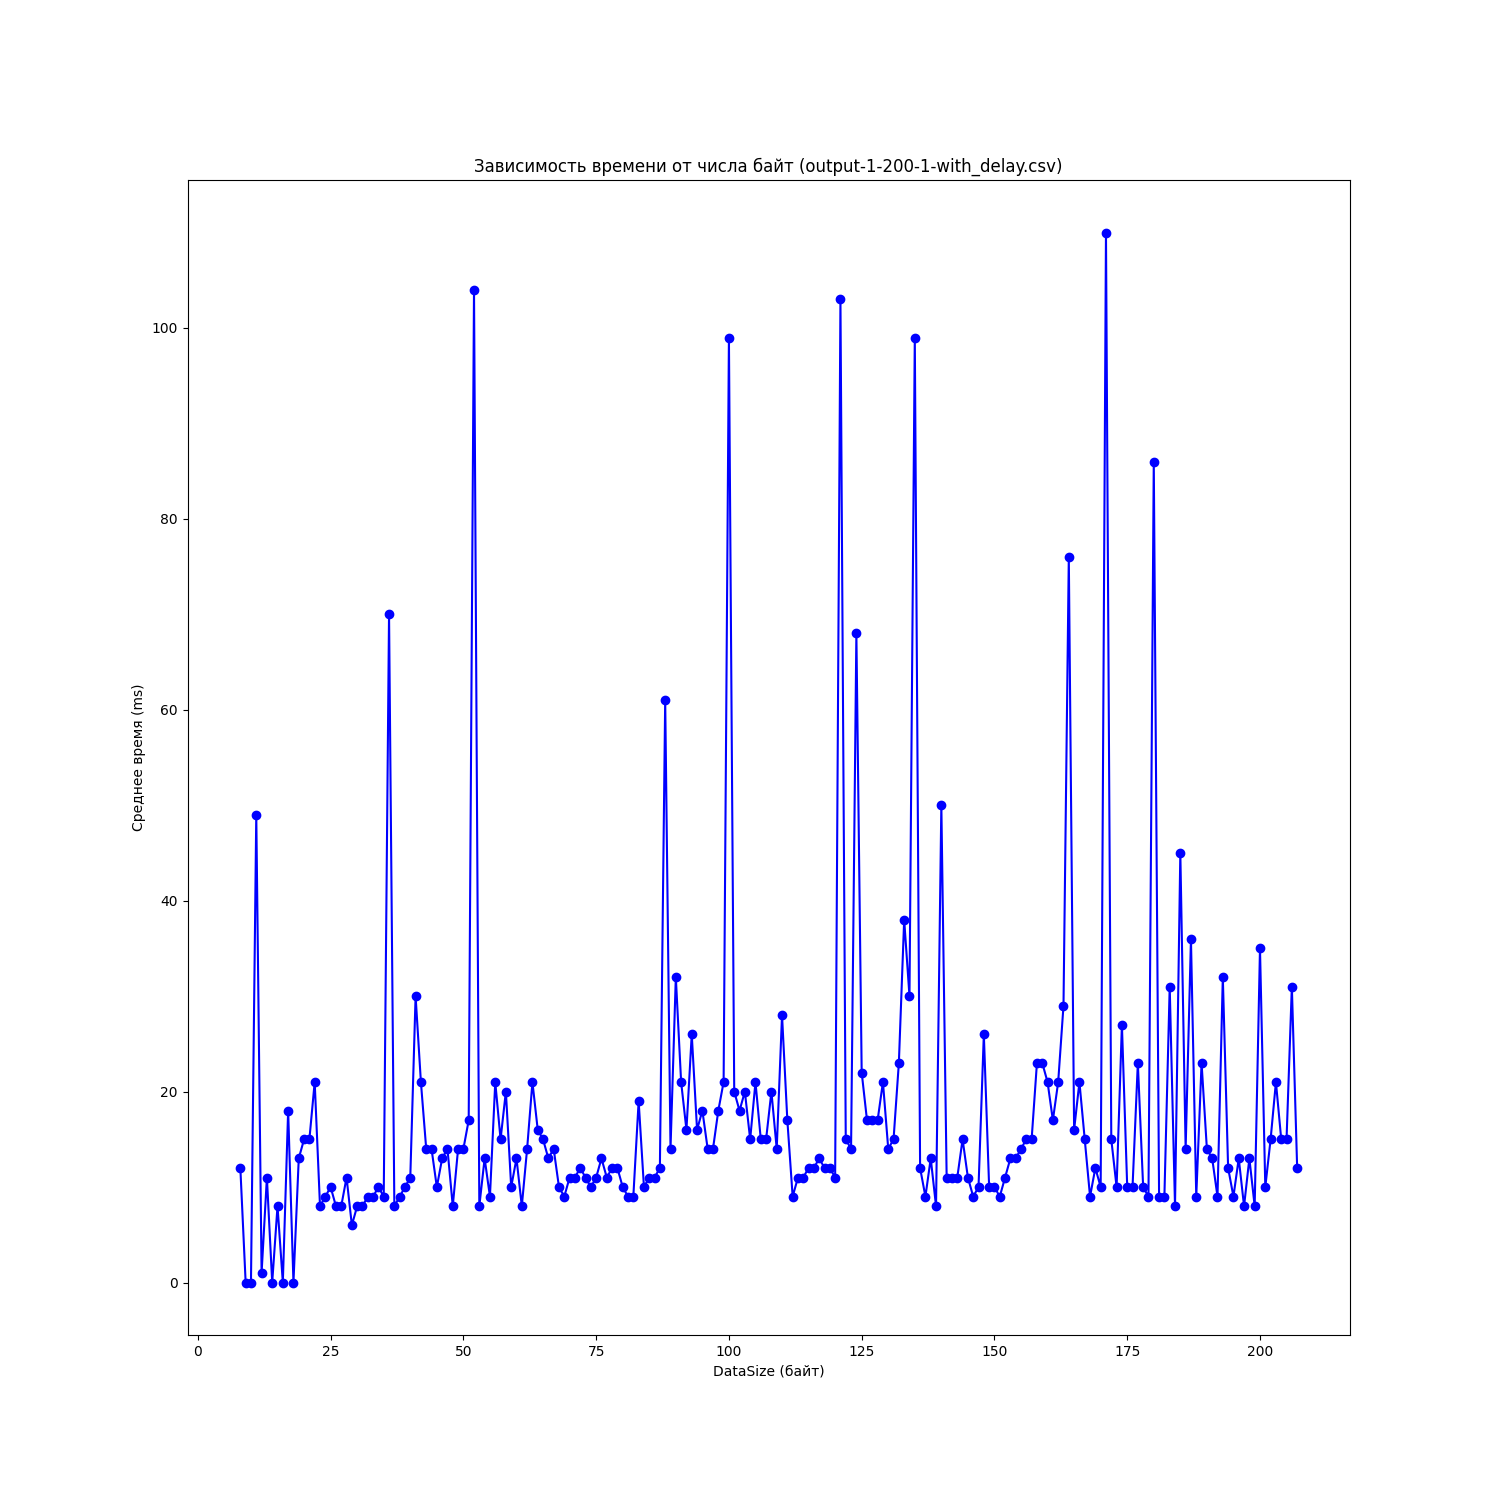 Зависимость времени от числа байт (output-1-200-1-with_delay.csv)
100
80
60
40
20
0
Среднее время (ms)
0 25 50 75 100 125 150 175 200
DataSize (байт)